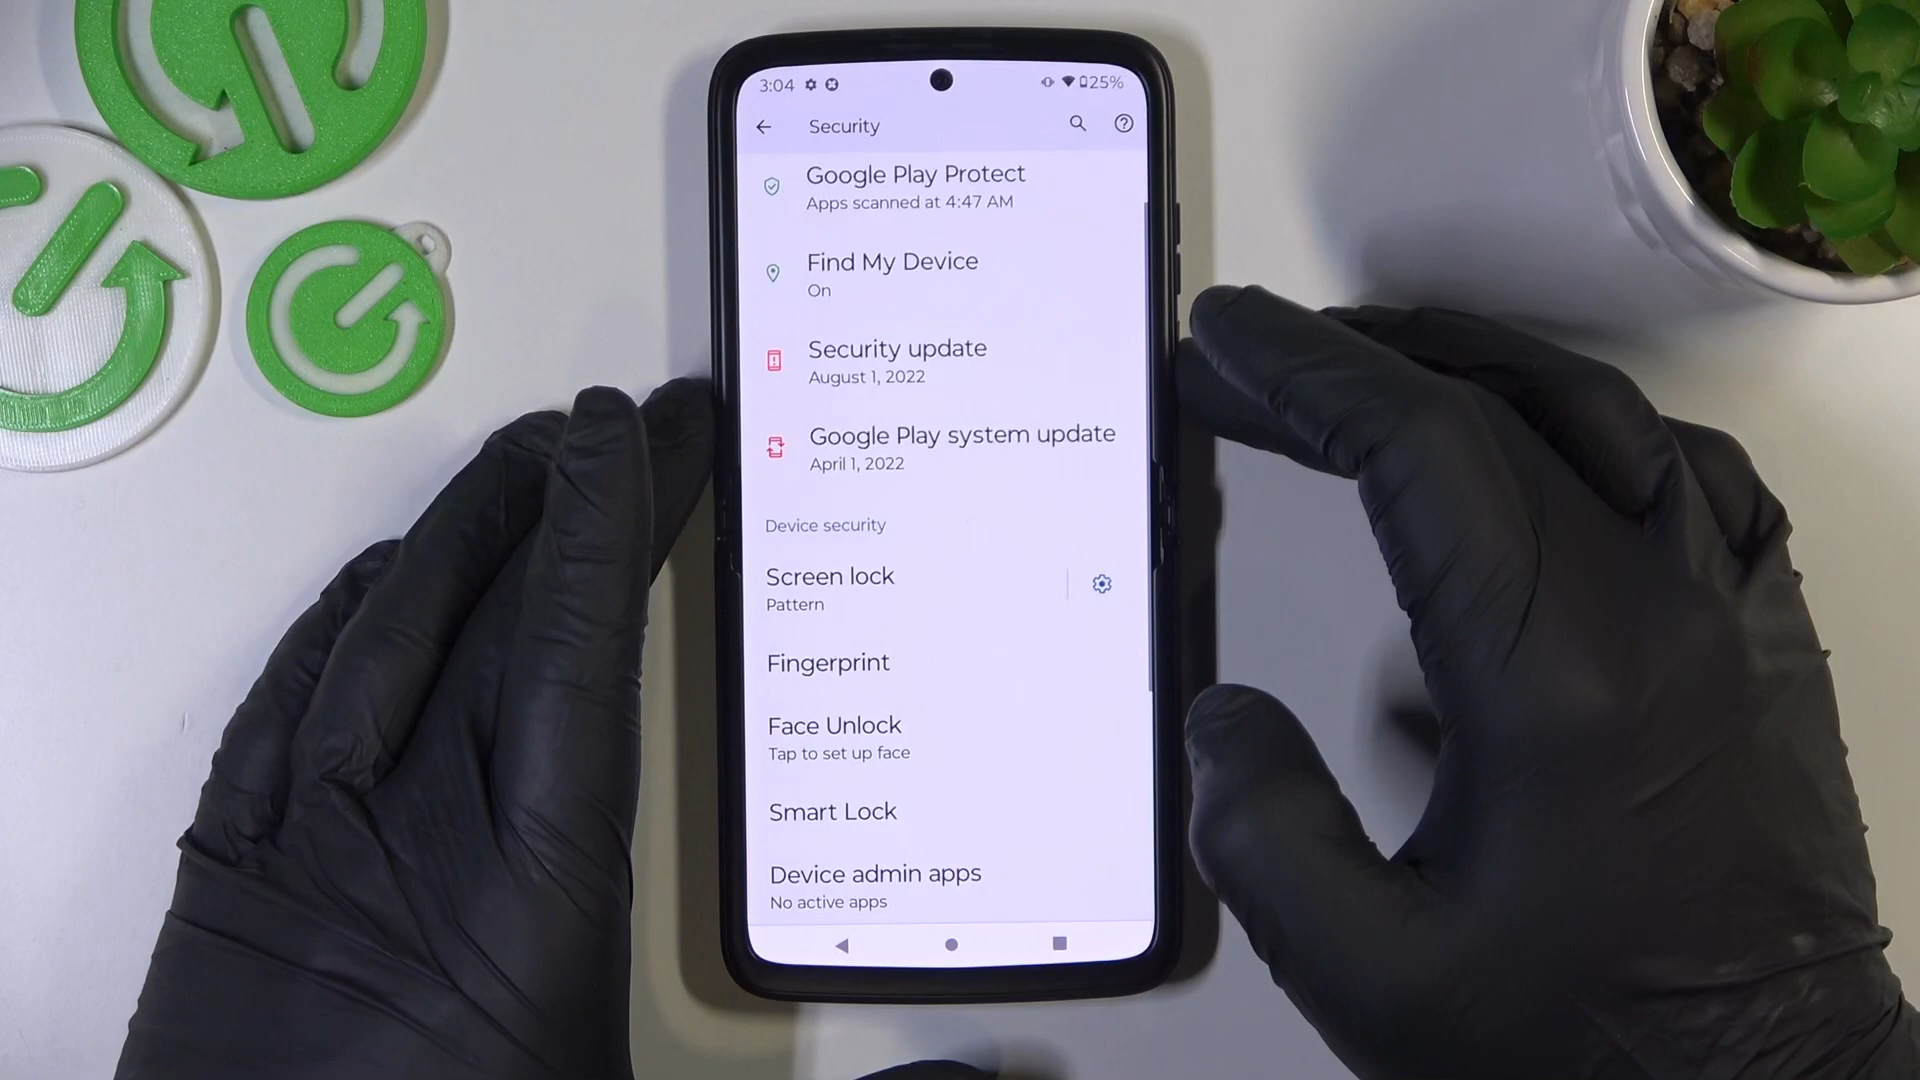 3:04
25%
Security
Google Play Protect
Apps scanned at 4:47 AM
Find My Device
On
Security update
August 1, 2022
Google Play system update
April 1, 2022
Device security
Screen lock
Pattern
Fingerprint
Face Unlock
Tap to set up face
Smart Lock
Device admin apps
No active apps